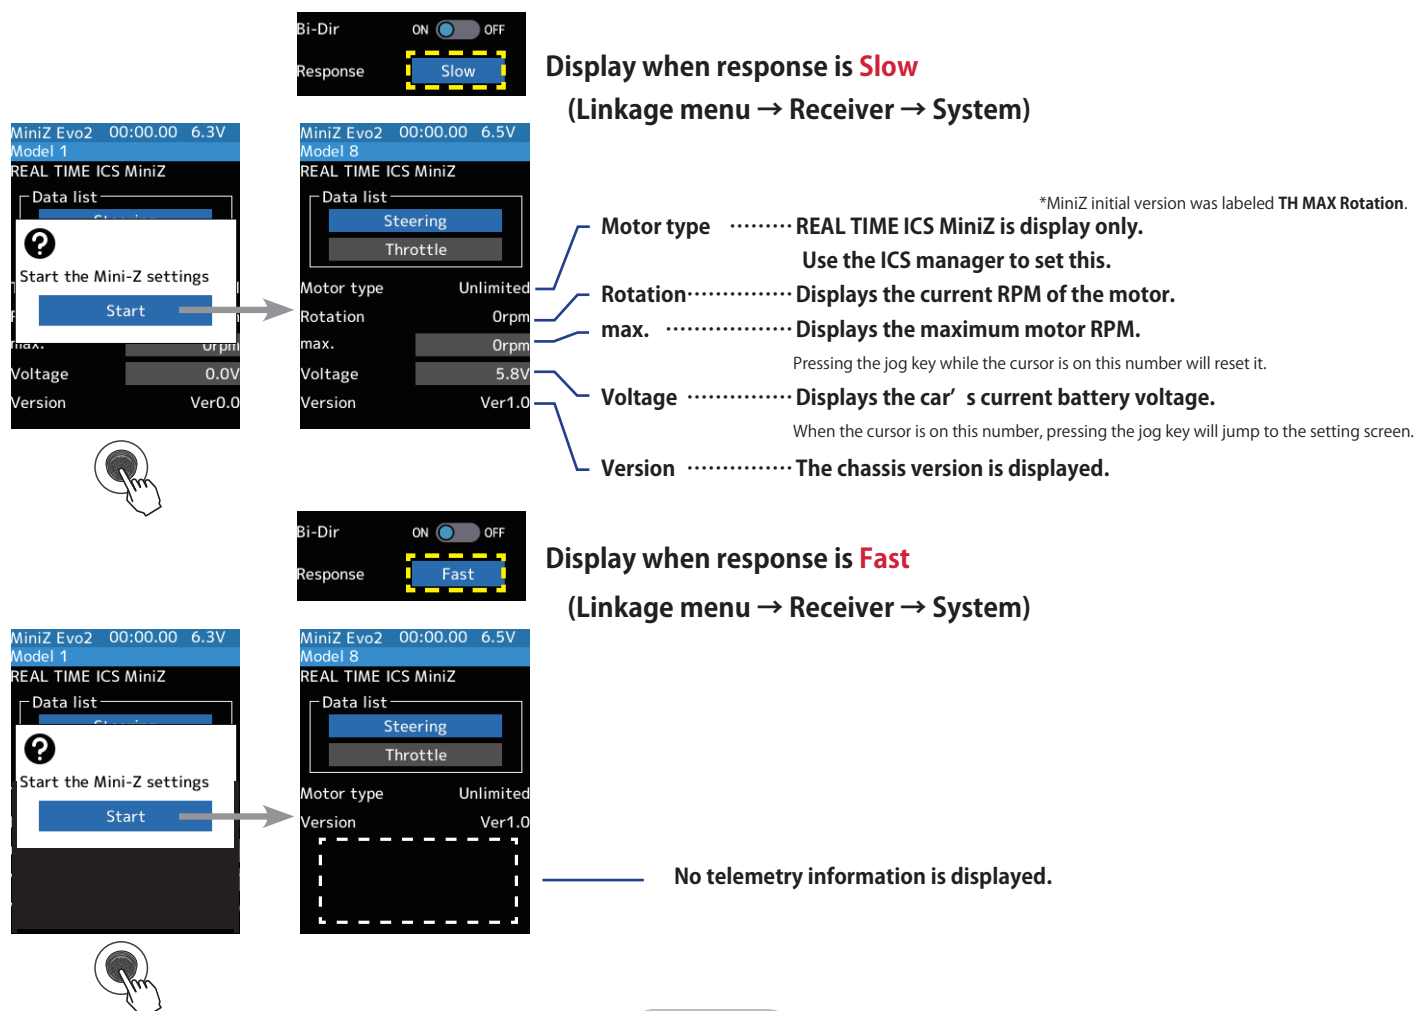 Bi-Dir ON OFF
Response Slow
Display when response is Slow
(Linkage menu → Receiver → System)
MiniZ Evo2 00:00.00 6.3V
Model 1
REAL TIME ICS MiniZ
Data list
Start the Mini-Z settings
Start
max. 0rpm
Voltage 0.0V
Version Ver0.0
MiniZ Evo2 00:00.00 6.5V
Model 8
REAL TIME ICS MiniZ
Data list
Steering
Throttle
Motor type Unlimited
Rotation 0rpm
max. 0rpm
Voltage 5.8V
Version Ver1.0
*MiniZ initial version was labeled TH MAX Rotation.
Motor type ·········REAL TIME ICS MiniZ is display only.
Use the ICS manager to set this.
Rotation···············Displays the current RPM of the motor.
max. ··················Displays the maximum motor RPM.
Pressing the jog key while the cursor is on this number will reset it.
Voltage ···············Displays the car’ s current battery voltage.
When the cursor is on this number, pressing the jog key will jump to the setting screen.
Version ···············The chassis version is displayed.
Bi-Dir ON OFF
Response Fast
Display when response is Fast
(Linkage menu → Receiver → System)
MiniZ Evo2 00:00.00 6.3V
Model 1
REAL TIME ICS MiniZ
Data list
Start the Mini-Z settings
Start
MiniZ Evo2 00:00.00 6.5V
Model 8
REAL TIME ICS MiniZ
Data list
Steering
Throttle
Motor type Unlimited
Version Ver1.0
No telemetry information is displayed.